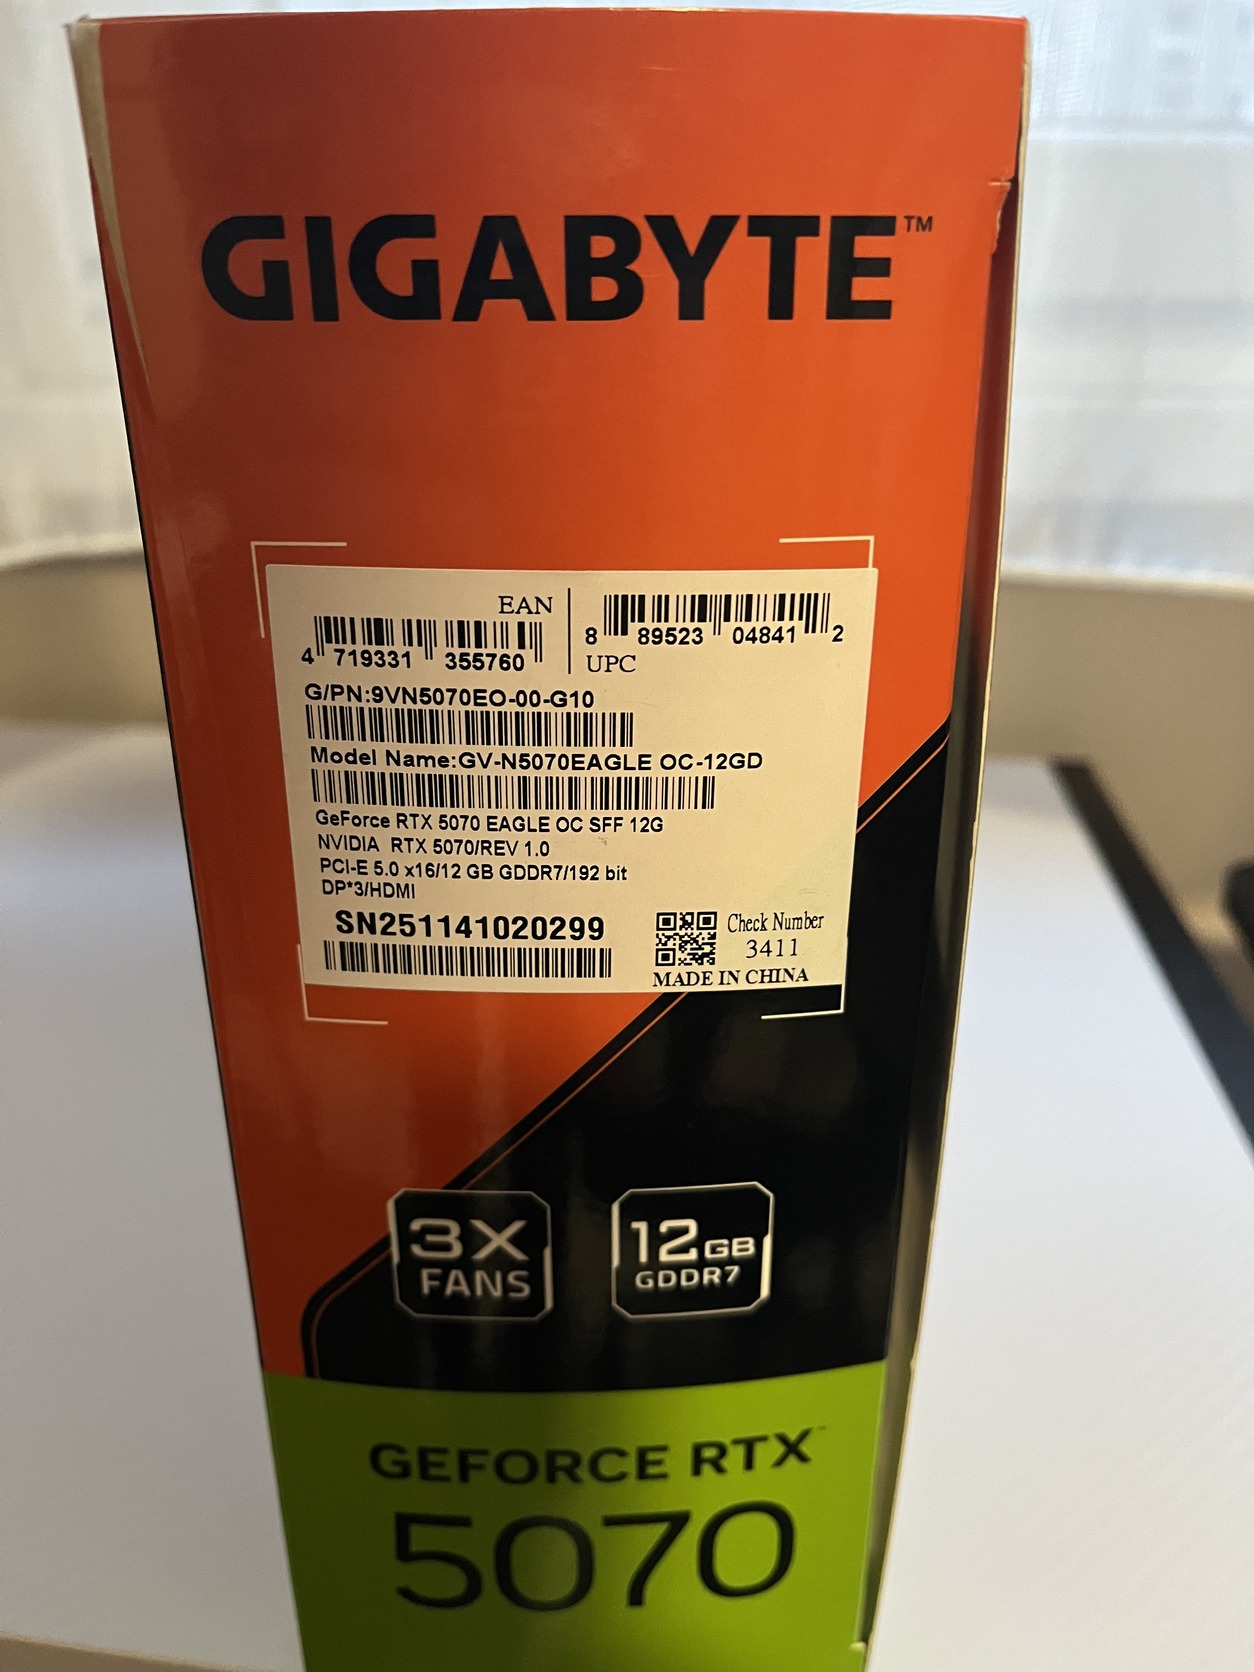 GIGABYTE™
EAN
4 719331 355760
8 89523 04841 2
UPC
G/PN:9VN5070EO-00-G10
Model Name:GV-N5070EAGLE OC-12GD
GeForce RTX 5070 EAGLE OC SFF 12G
NVIDIA RTX 5070/REV 1.0
PCI-E 5.0 x16/12 GB GDDR7/192 bit
DP*3/HDMI
SN251141020299
Check Number
3411
MADE IN CHINA
3X
FANS
12GB
GDDR7
GEFORCE RTX™
5070